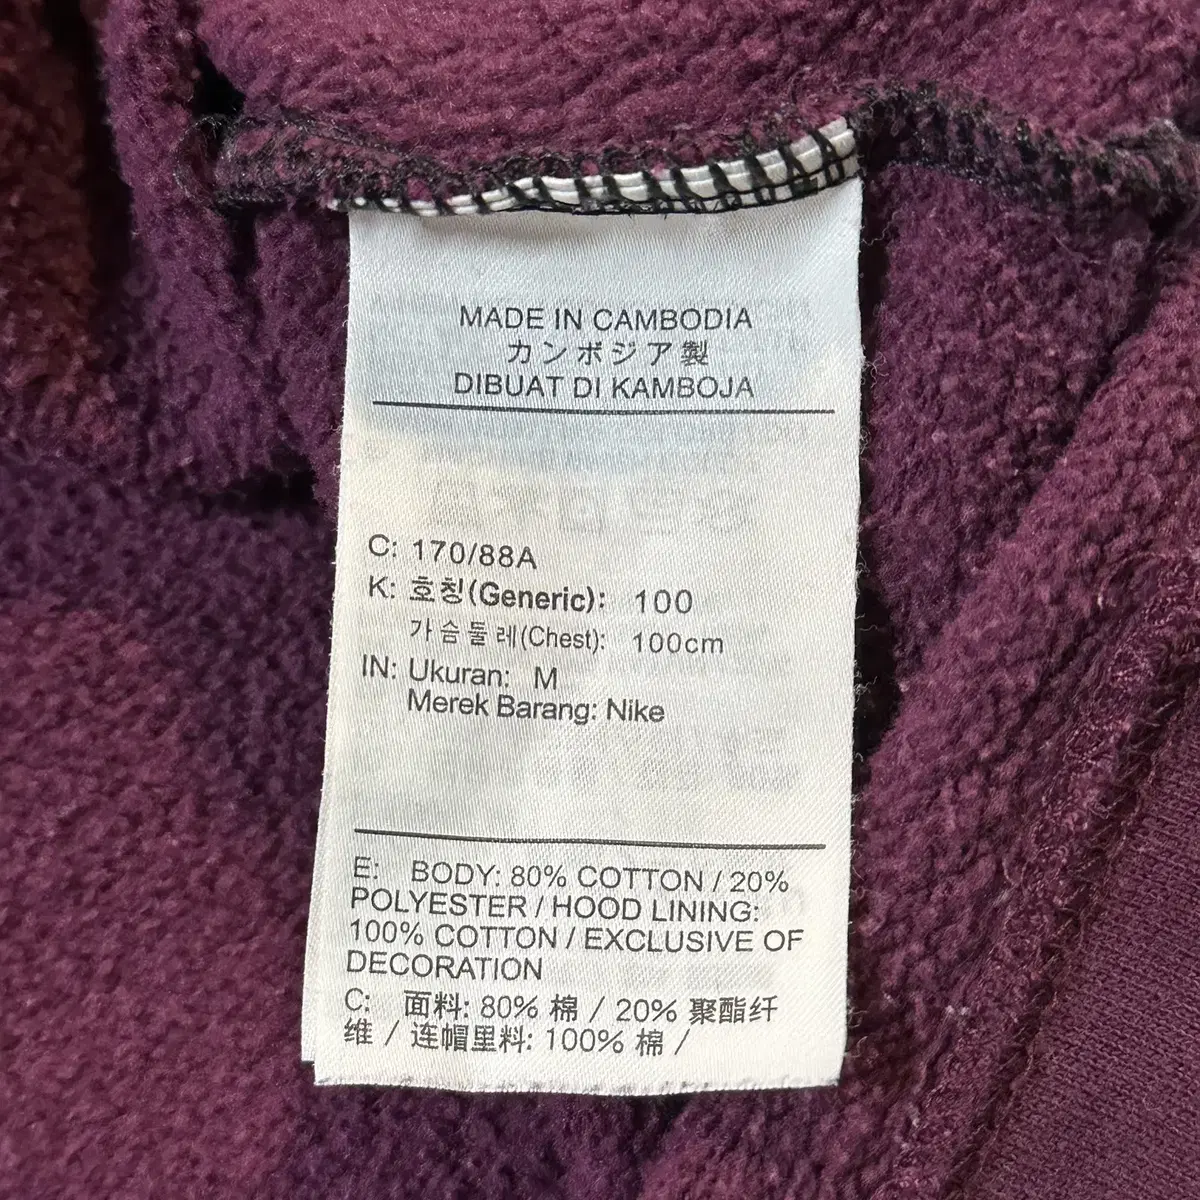 MADE IN CAMBODIA
カンボジア製
DIBUAT DI KAMBOJA
C: 170/88A
K: 호칭(Generic): 100
가슴둘레(Chest): 100cm
IN: Ukuran: M
Merek Barang: Nike
E: BODY: 80% COTTON / 20%
POLYESTER / HOOD LINING:
100% COTTON / EXCLUSIVE OF
DECORATION
C: 面料: 80% 棉 / 20% 聚酯纤
维 / 连帽里料: 100% 棉 /